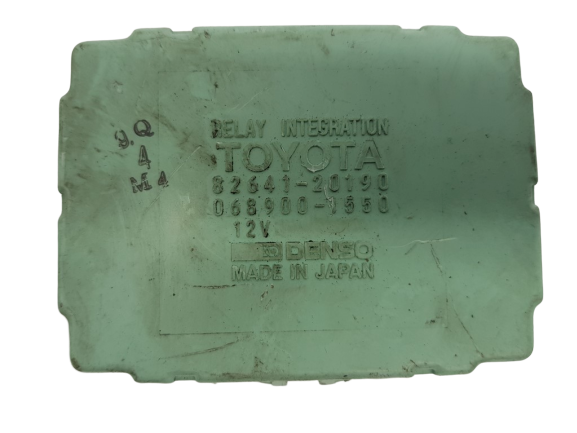 RELAY INTEGRATION
TOYOTA
82641-20190
068900-1550
12V
DENSO
MADE IN JAPAN
9.Q
4
M4